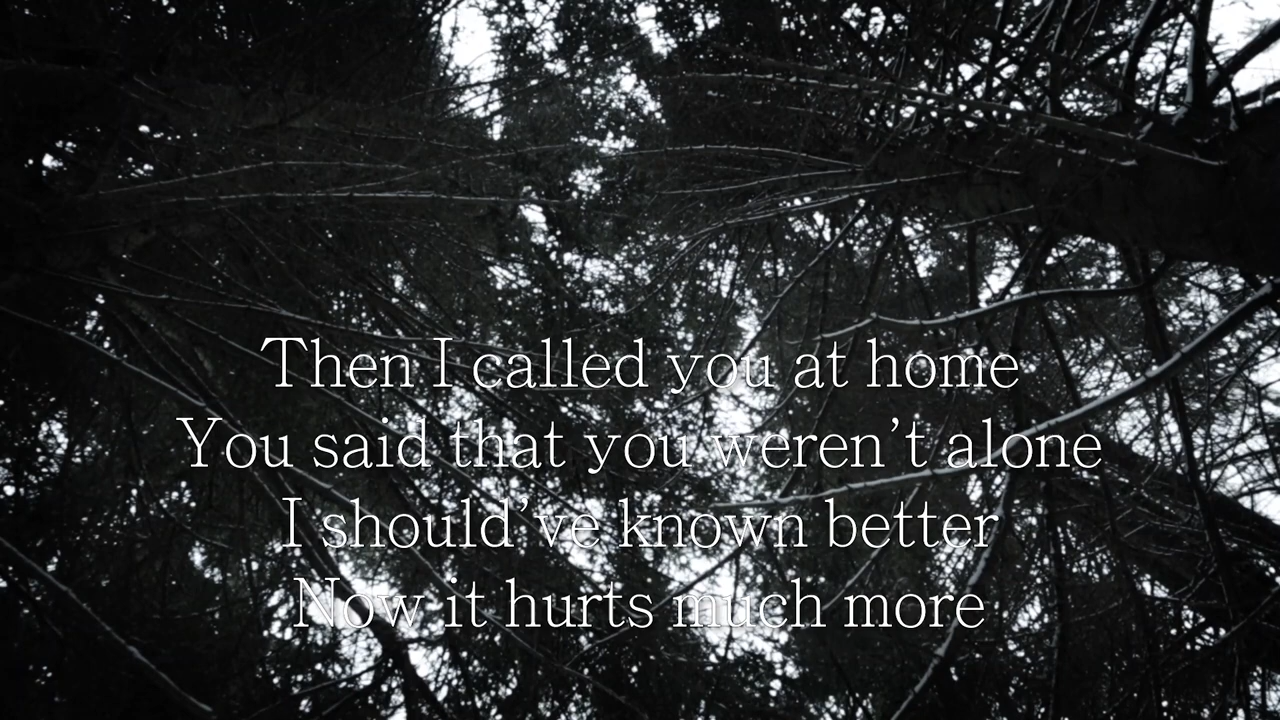 Then I called you at home
You said that you weren’t alone
I should’ve known better
Now it hurts much more